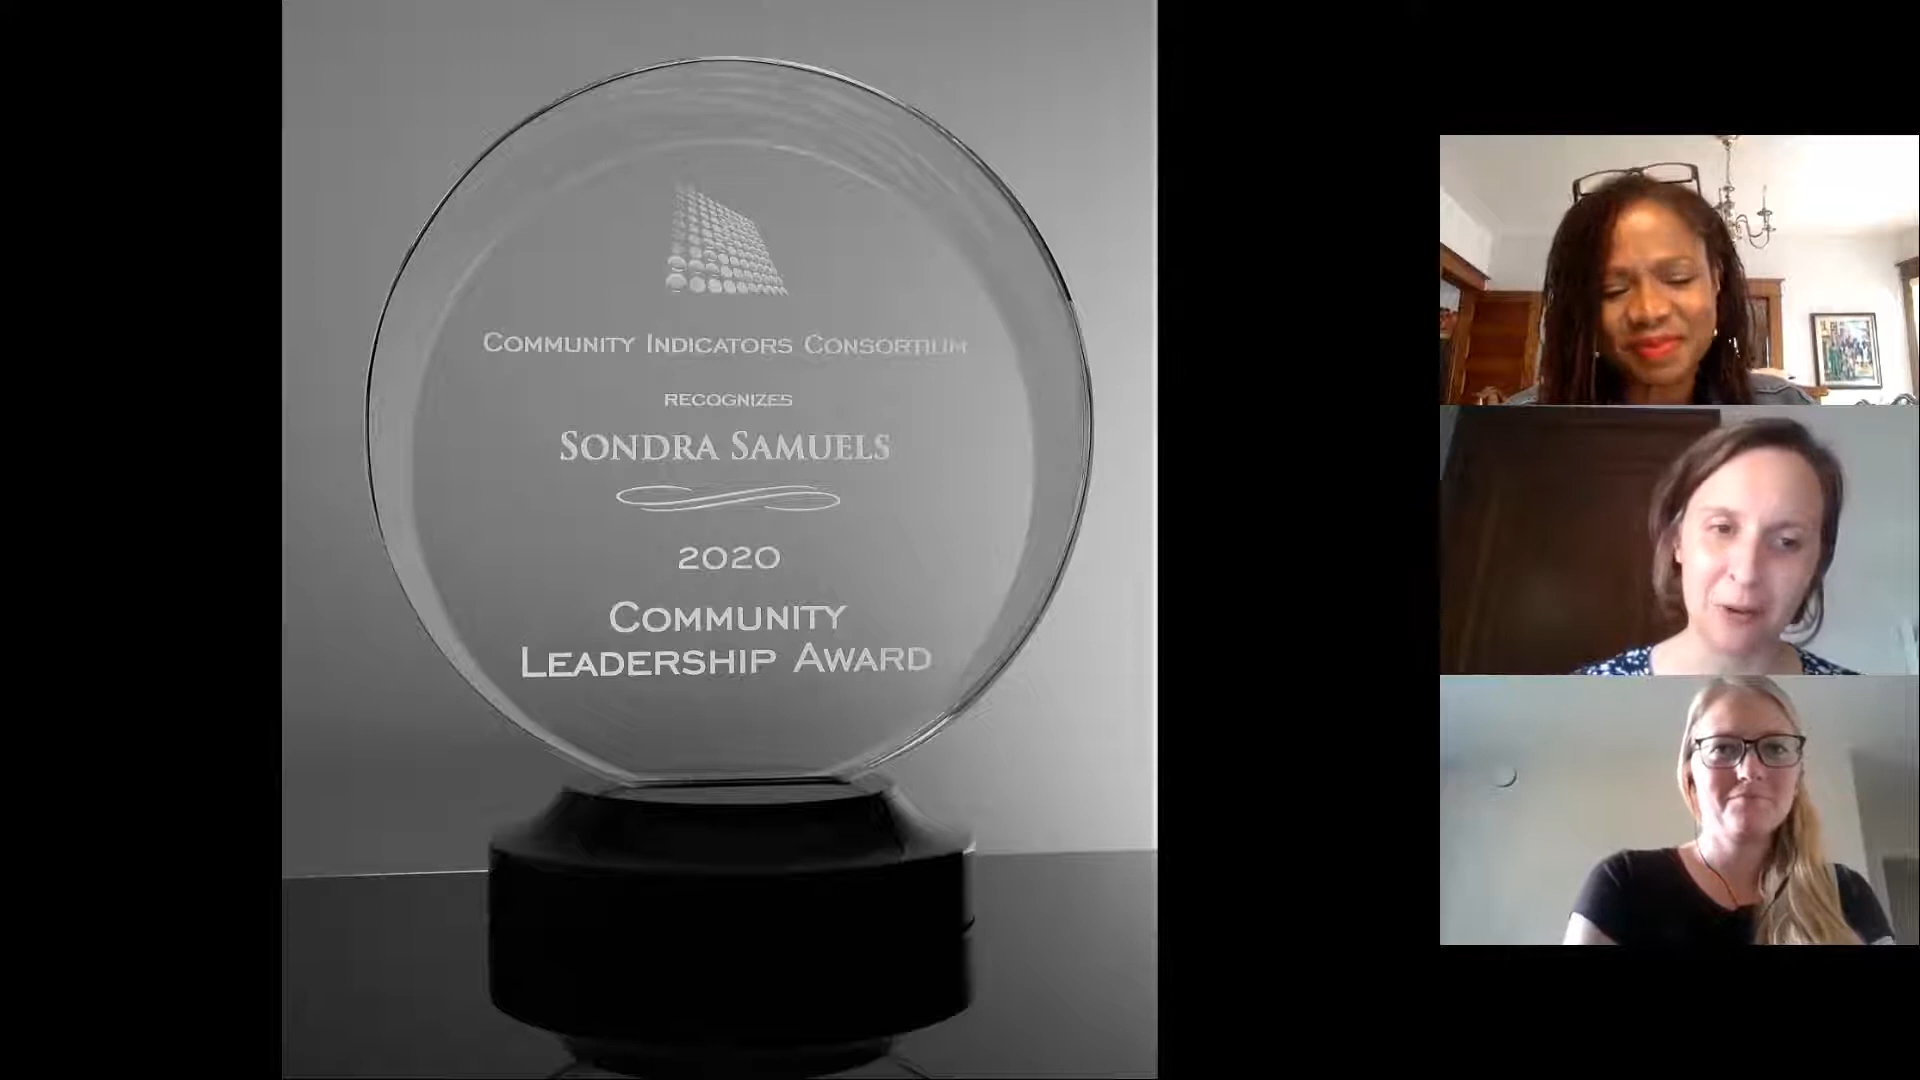 COMMUNITY INDICATORS CONSORTIUM
RECOGNIZES
SONDRA SAMUELS
2020
COMMUNITY
LEADERSHIP AWARD